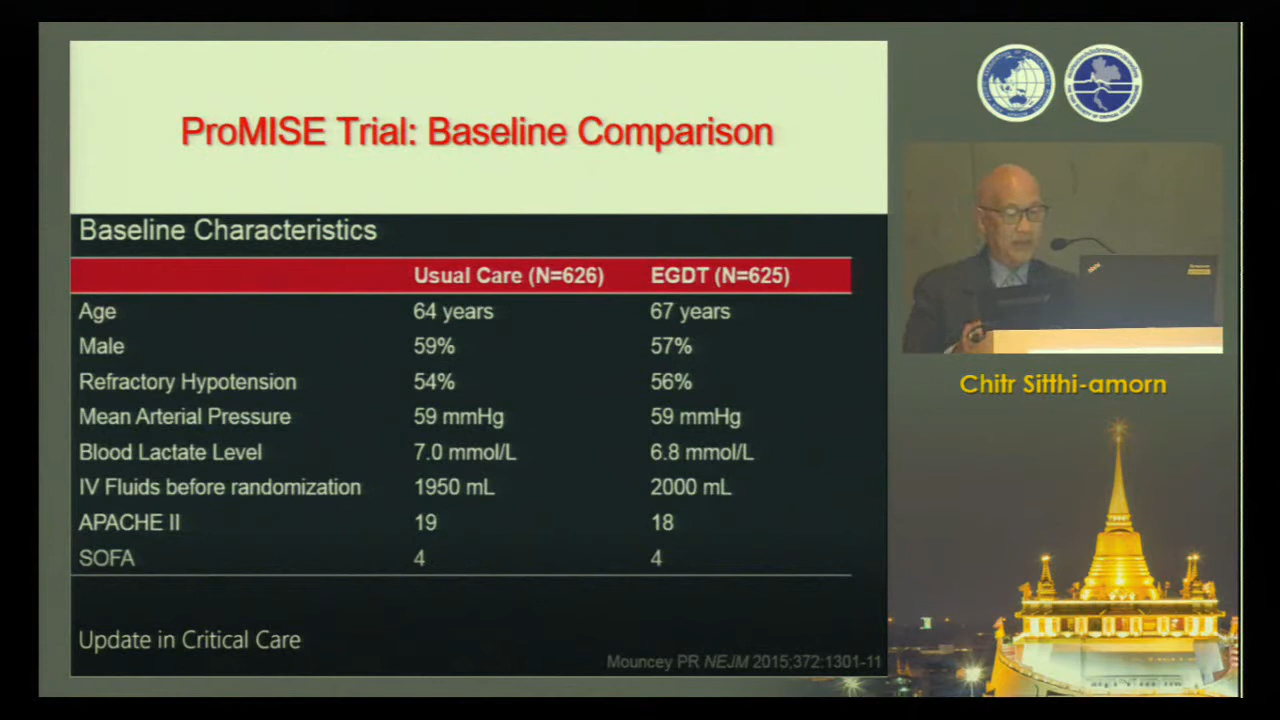 ProMISE Trial: Baseline Comparison
Baseline Characteristics
Usual Care (N=626) EGDT (N=625)
Age 64 years 67 years
Male 59% 57%
Refractory Hypotension 54% 56%
Mean Arterial Pressure 59 mmHg 59 mmHg
Blood Lactate Level 7.0 mmol/L 6.8 mmol/L
IV Fluids before randomization 1950 mL 2000 mL
APACHE II 19 18
SOFA 4 4
Update in Critical Care
Mouncey PR NEJM 2015;372:1301-11
Chitr Sitthi-amorn